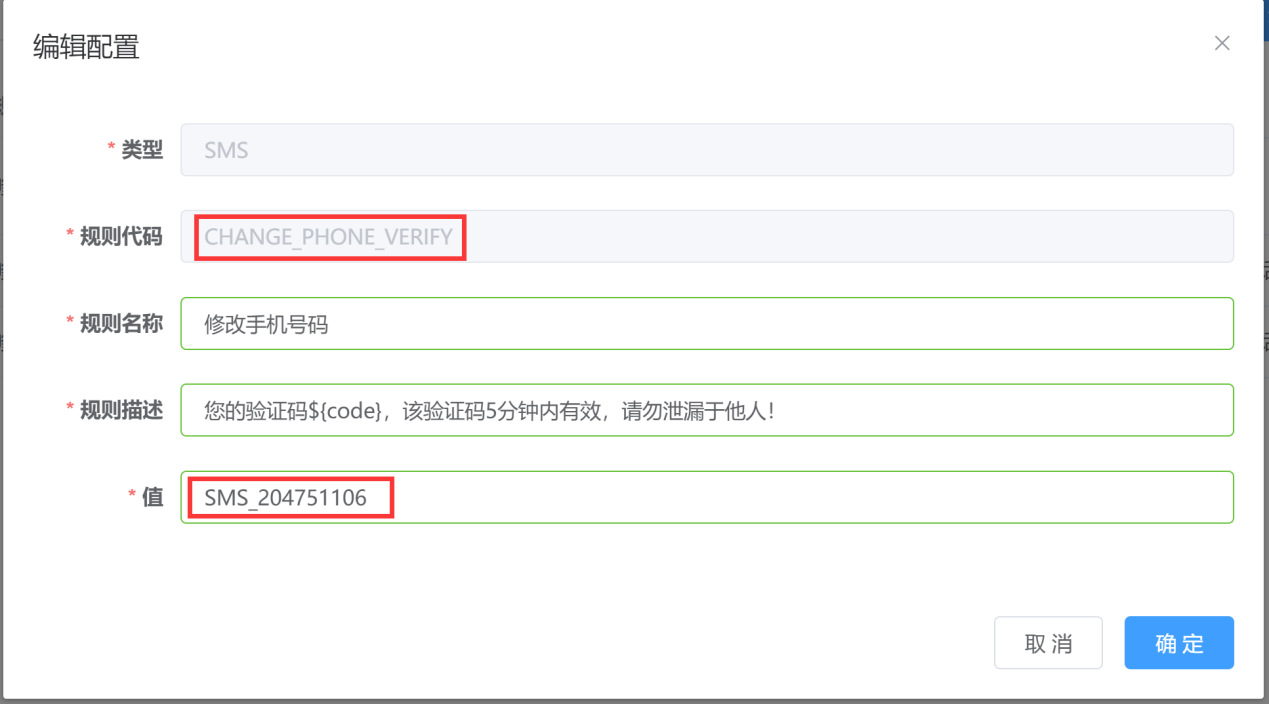 编辑配置
* 类型 SMS
* 规则代码 CHANGE_PHONE_VERIFY
* 规则名称 修改手机号码
* 规则描述 您的验证码${code}，该验证码5分钟内有效，请勿泄漏于他人！
* 值 SMS_204751106
取 消 确 定